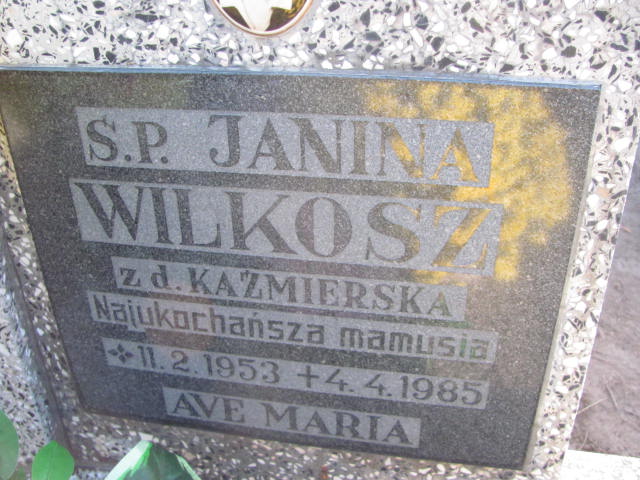 Ś.P. JANINA
WILKOSZ
z d. KAŹMIERSKA
Najukochańsza mamusia
11.2.1953 +4.4.1985
AVE MARIA